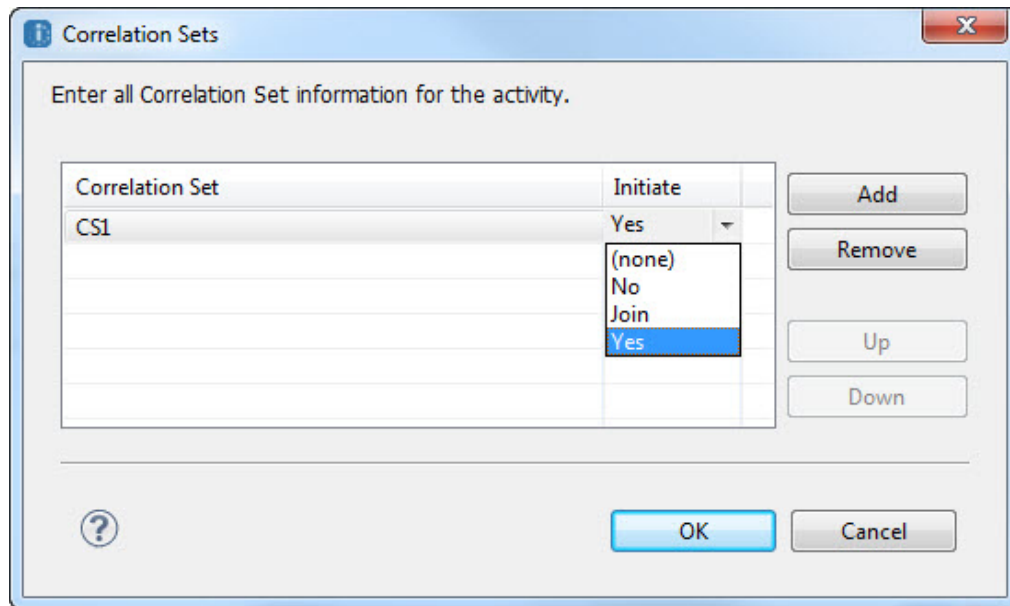 Correlation Sets
Enter all Correlation Set information for the activity.
Correlation Set Initiate
CS1 Yes
(none)
No
Join
Yes
Add
Remove
Up
Down
? OK Cancel